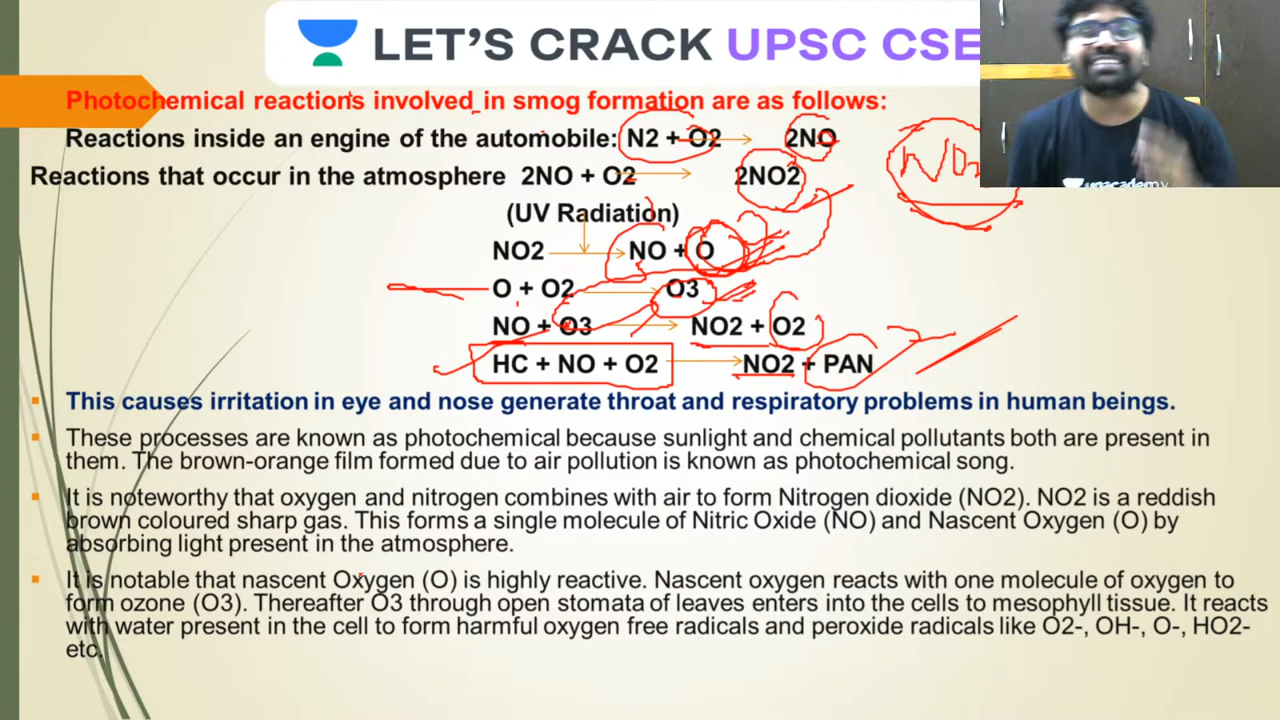 LET'S CRACK UPSC CSE
Photochemical reactions involved in smog formation are as follows:
Reactions inside an engine of the automobile: N2 + O2 → 2NO
Reactions that occur in the atmosphere 2NO + O2 → 2NO2
(UV Radiation)
NO2 → NO + O
O + O2 → O3
NO + O3 → NO2 + O2
HC + NO + O2 → NO2 + PAN
This causes irritation in eye and nose generate throat and respiratory problems in human beings.
These processes are known as photochemical because sunlight and chemical pollutants both are present in
them. The brown-orange film formed due to air pollution is known as photochemical song.
It is noteworthy that oxygen and nitrogen combines with air to form Nitrogen dioxide (NO2). NO2 is a reddish
brown coloured sharp gas. This forms a single molecule of Nitric Oxide (NO) and Nascent Oxygen (O) by
absorbing light present in the atmosphere.
It is notable that nascent Oxygen (O) is highly reactive. Nascent oxygen reacts with one molecule of oxygen to
form ozone (O3). Thereafter O3 through open stomata of leaves enters into the cells to mesophyll tissue. It reacts
with water present in the cell to form harmful oxygen free radicals and peroxide radicals like O2-, OH-, O-, HO2-
etc.